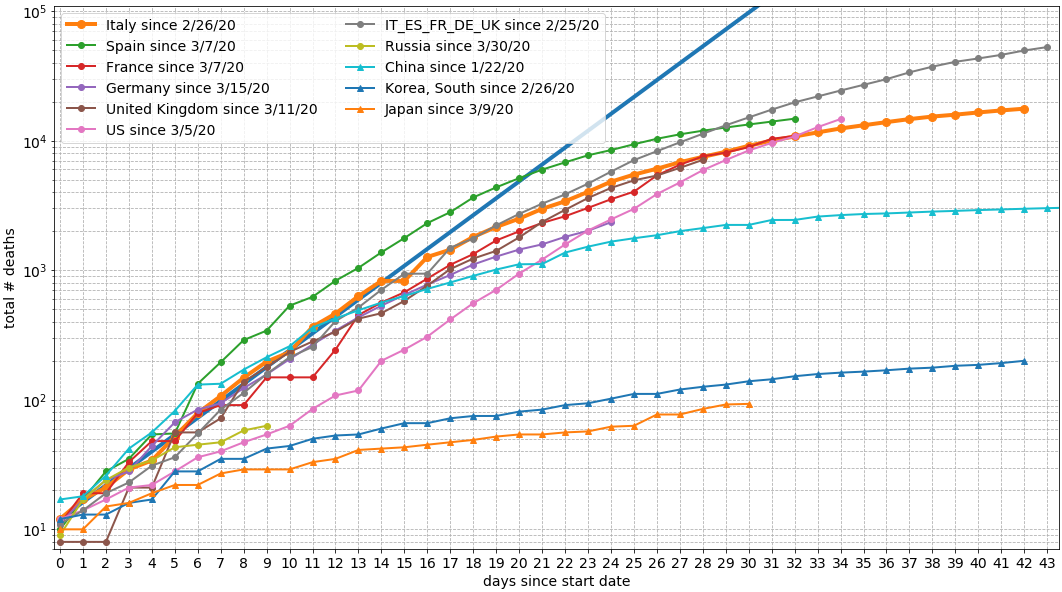 10^5
10^4
10^3
10^2
10^1
total # deaths
Italy since 2/26/20
Spain since 3/7/20
France since 3/7/20
Germany since 3/15/20
United Kingdom since 3/11/20
US since 3/5/20
IT_ES_FR_DE_UK since 2/25/20
Russia since 3/30/20
China since 1/22/20
Korea, South since 2/26/20
Japan since 3/9/20
0 1 2 3 4 5 6 7 8 9 10 11 12 13 14 15 16 17 18 19 20 21 22 23 24 25 26 27 28 29 30 31 32 33 34 35 36 37 38 39 40 41 42 43
days since start date